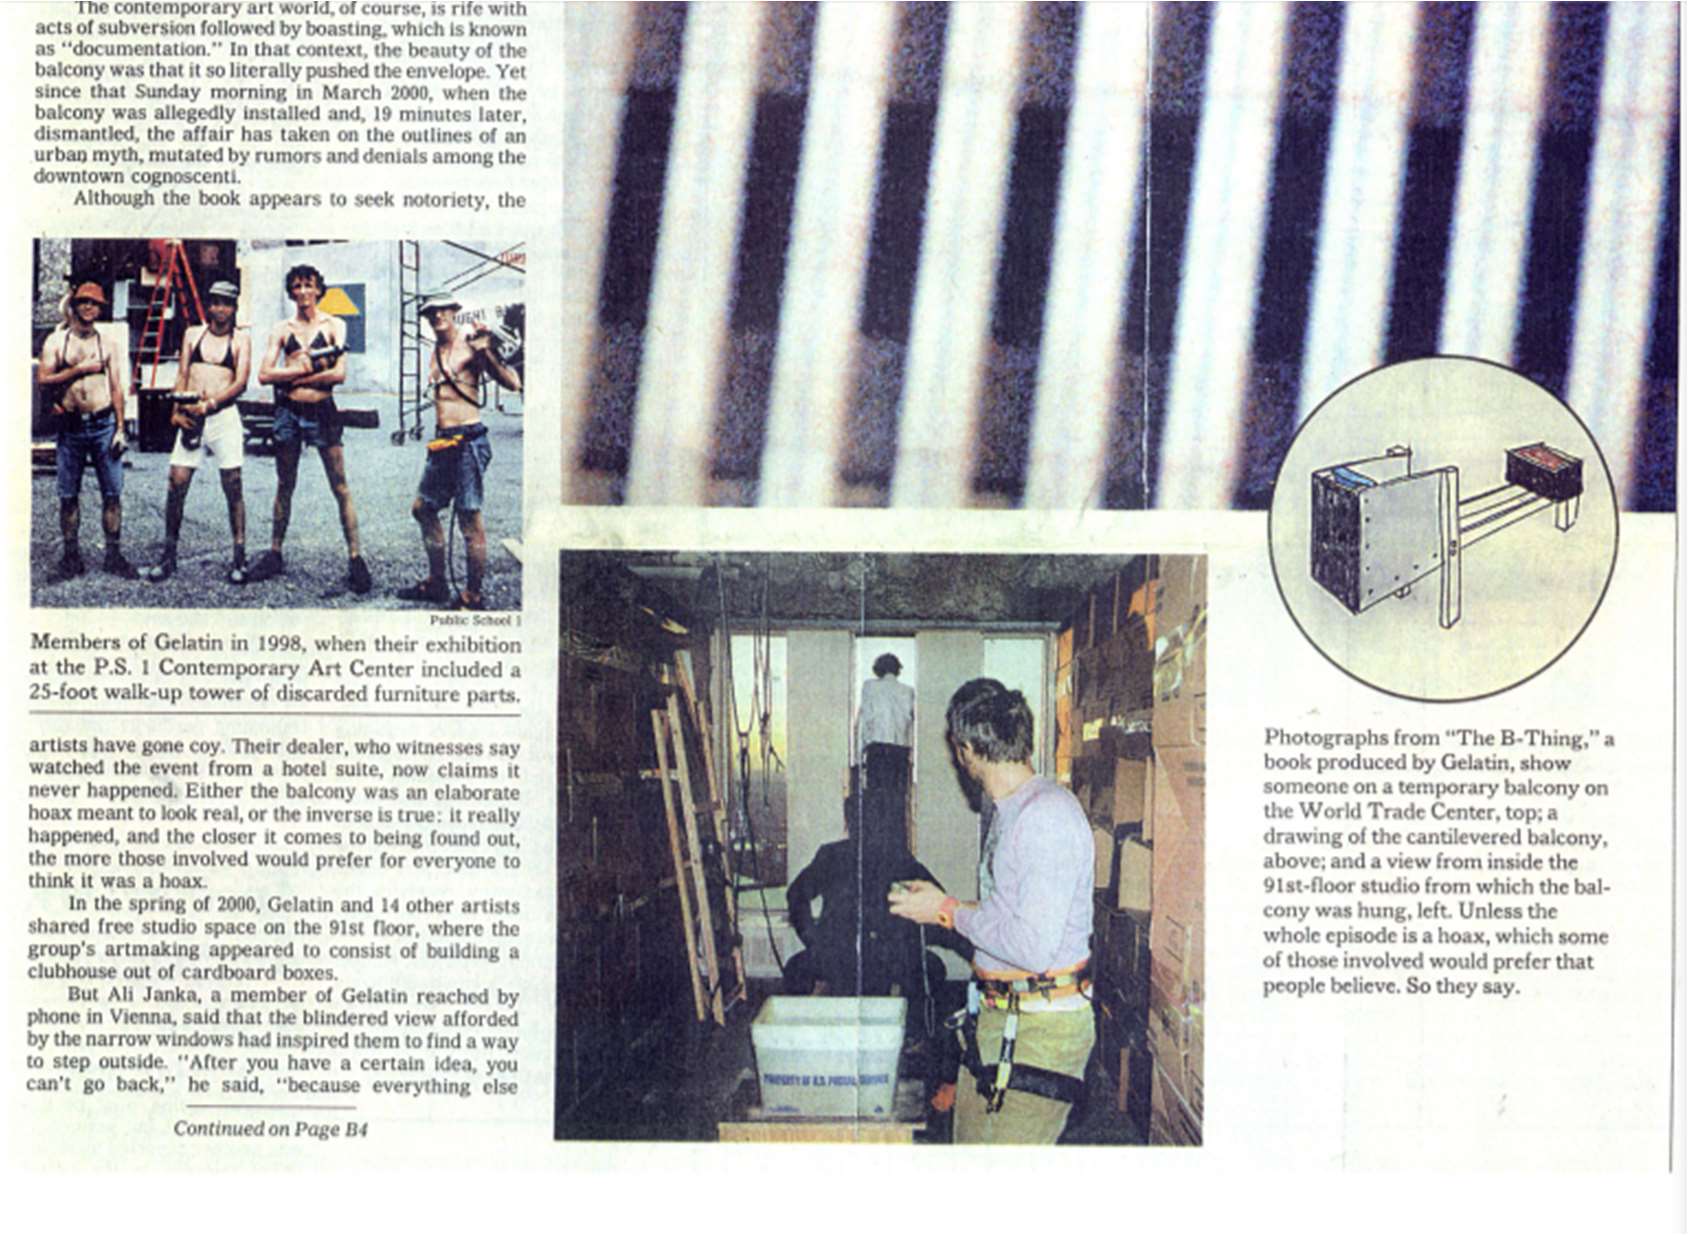 The contemporary art world, of course, is rife with
acts of subversion followed by boasting, which is known
as “documentation.” In that context, the beauty of the
balcony was that it so literally pushed the envelope. Yet
since that Sunday morning in March 2000, when the
balcony was allegedly installed and, 19 minutes later,
dismantled, the affair has taken on the outlines of an
urban myth, mutated by rumors and denials among the
downtown cognoscenti.
Although the book appears to seek notoriety, the
Public School 1
Members of Gelatin in 1998, when their exhibition
at the P.S. 1 Contemporary Art Center included a
25-foot walk-up tower of discarded furniture parts.
artists have gone coy. Their dealer, who witnesses say
watched the event from a hotel suite, now claims it
never happened. Either the balcony was an elaborate
hoax meant to look real, or the inverse is true: it really
happened, and the closer it comes to being found out,
the more those involved would prefer for everyone to
think it was a hoax.
In the spring of 2000, Gelatin and 14 other artists
shared free studio space on the 91st floor, where the
group's artmaking appeared to consist of building a
clubhouse out of cardboard boxes.
But Ali Janka, a member of Gelatin reached by
phone in Vienna, said that the blindered view afforded
by the narrow windows had inspired them to find a way
to step outside. “After you have a certain idea, you
can't go back,” he said, “because everything else
Continued on Page B4
PROPERTY OF U.S. POSTAL SERVICE
Photographs from “The B-Thing,” a
book produced by Gelatin, show
someone on a temporary balcony on
the World Trade Center, top; a
drawing of the cantilevered balcony,
above; and a view from inside the
91st-floor studio from which the bal-
cony was hung, left. Unless the
whole episode is a hoax, which some
of those involved would prefer that
people believe. So they say.